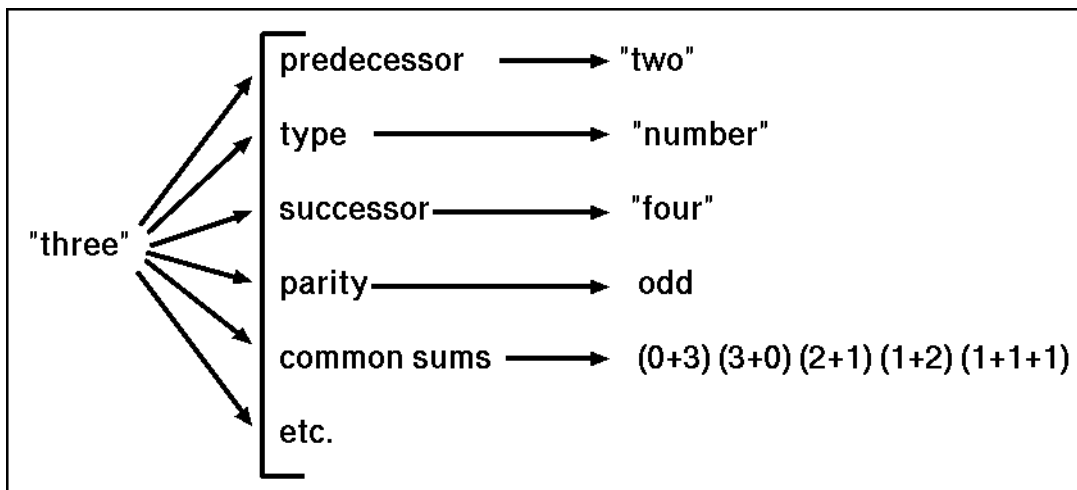 predecessor "two"
type "number"
successor "four"
"three"
parity odd
common sums (0+3) (3+0) (2+1) (1+2) (1+1+1)
etc.